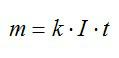 m = k · I · t